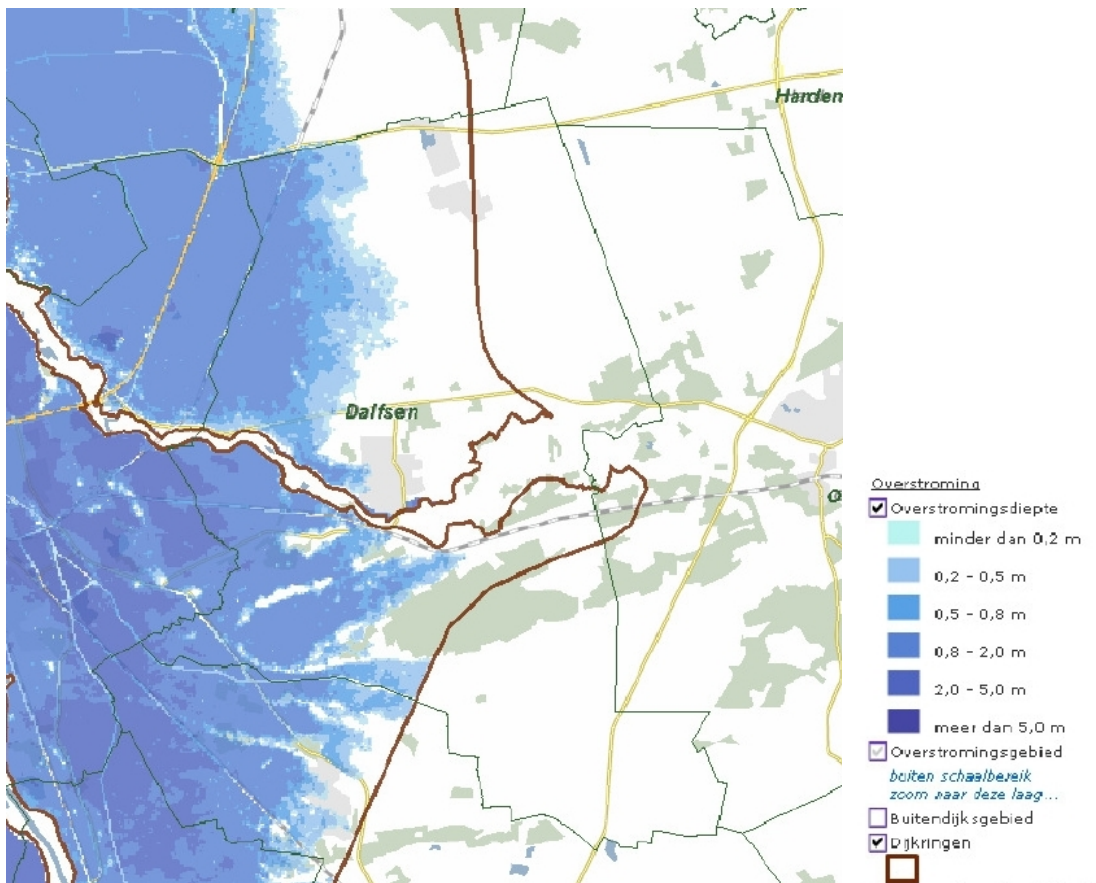 Harden
Dalfsen
O
Overstroming
Overstromingsdiepte
minder dan 0,2 m
0,2 - 0,5 m
0,5 - 0,8 m
0,8 - 2,0 m
2,0 - 5,0 m
meer dan 5,0 m
Overstromingsgebied
buiten schaalbereik
zoom naar deze laag...
Buitendijksgebied
Dijkringen